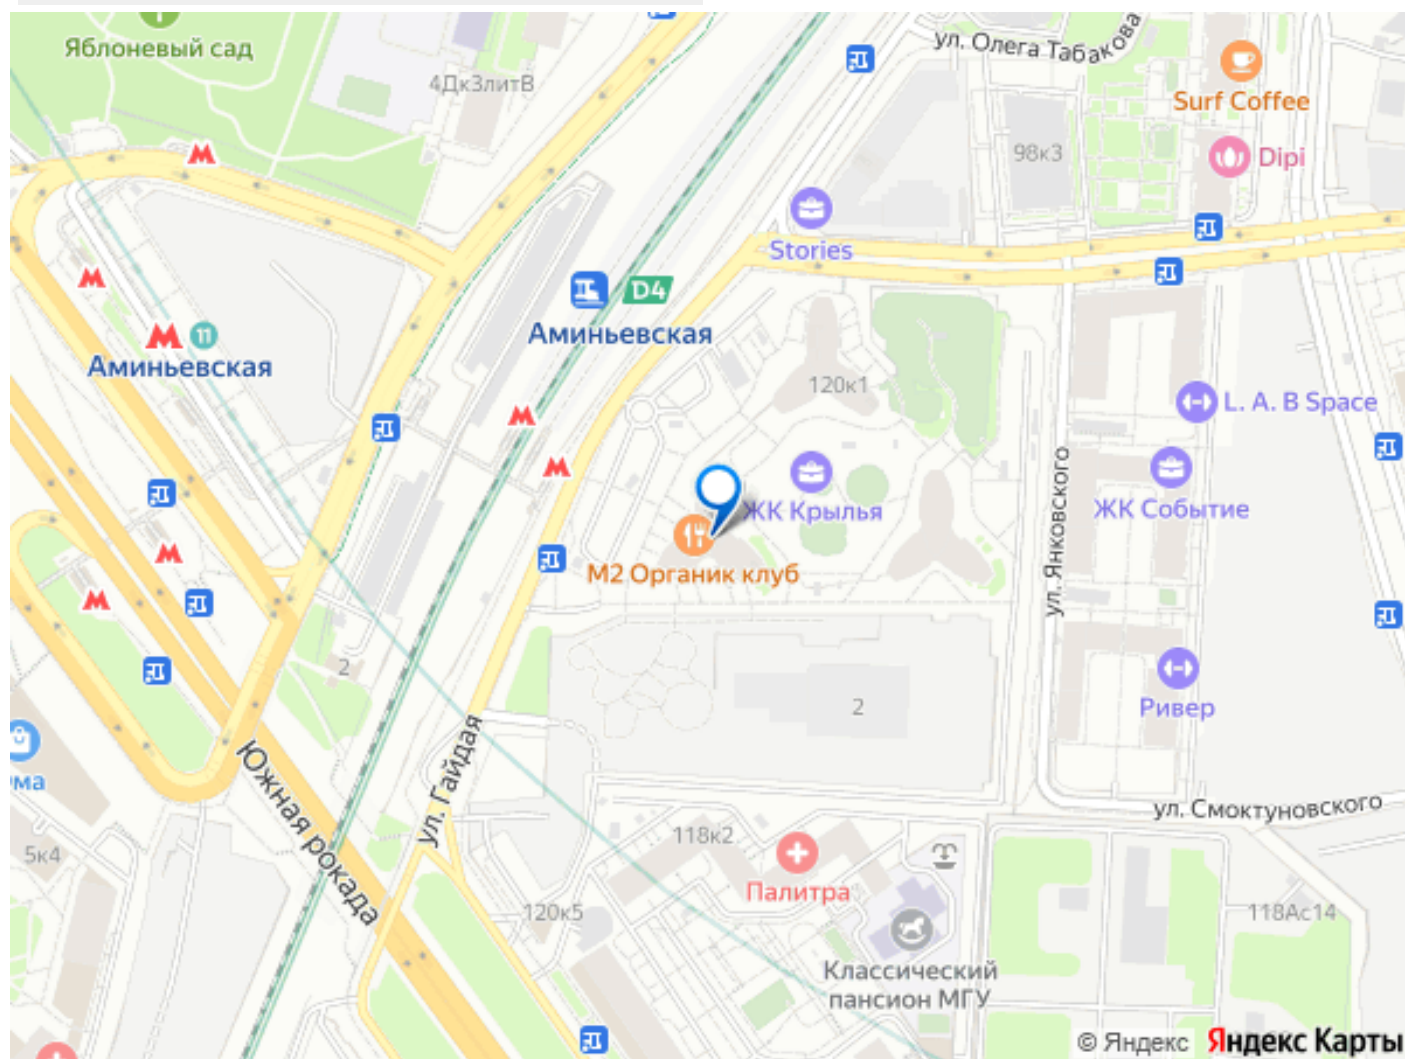 Яблоневый сад
4Дк3литВ
ул. Олега Табакова
Surf Coffee
98к3
Dipi
Stories
D4
Аминьевская
11
Аминьевская
120к1
L. A. B Space
ЖК Крылья
ЖК Событие
М2 Органик клуб
ул. Янковского
2
2
Ривер
ул. Гайдая
Южная рокада
ма
ул. Смоктуновского
118к2
5к4
Палитра
120к5
118Ас14
Классический
пансион МГУ
© Яндекс
Яндекс Карты